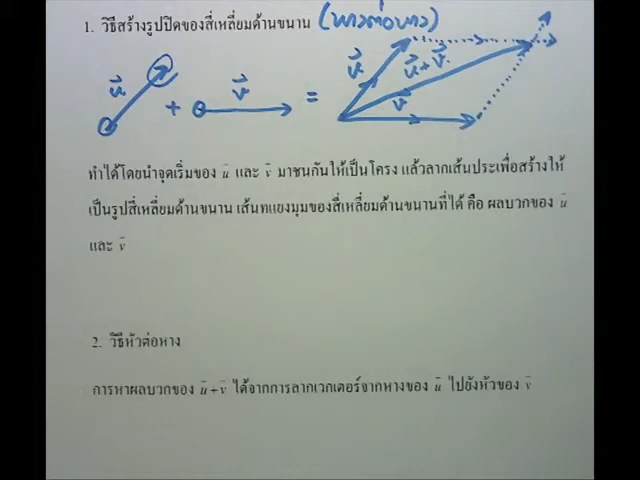 1. วิธีสร้างรูปปิดของสี่เหลี่ยมด้านขนาน (หางต่อหาง)
u⃗ + v⃗ = u⃗ u⃗+v⃗ v⃗
ทำได้โดยนำจุดเริ่มของ u̅ และ v̅ มาชนกันให้เป็นโครง แล้วลากเส้นประเพื่อสร้างให้
เป็นรูปสี่เหลี่ยมด้านขนาน เส้นทแยงมุมของสี่เหลี่ยมด้านขนานที่ได้ คือ ผลบวกของ u̅
และ v̅
2. วิธีหัวต่อหาง
การหาผลบวกของ u̅+v̅ ได้จากการลากเวกเตอร์จากหางของ u̅ ไปยังหัวของ v̅